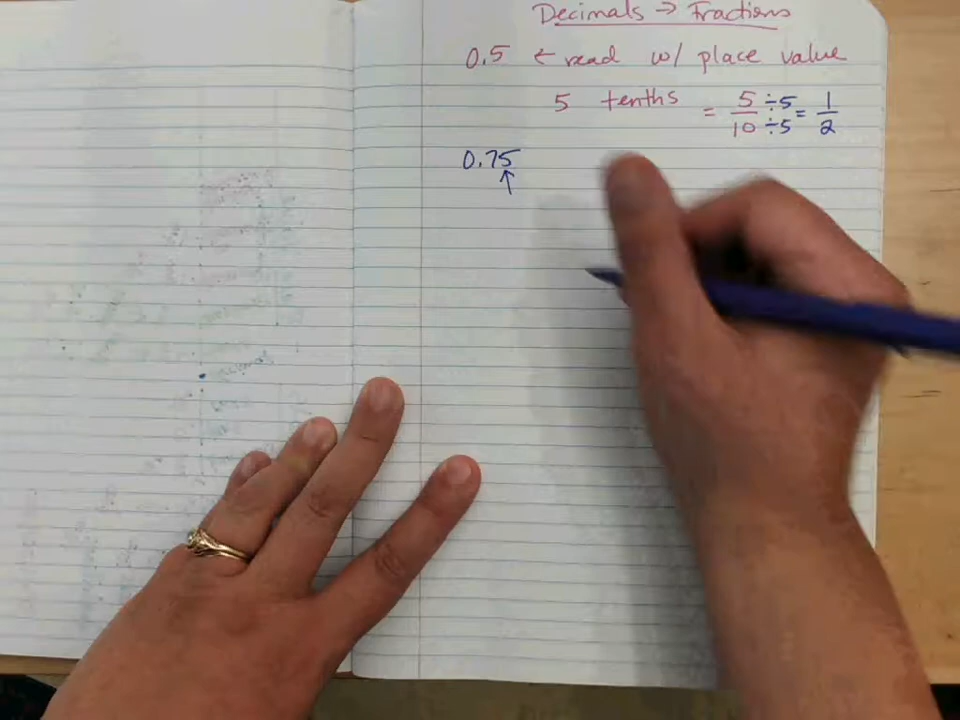 Decimals → Fractions
0.5 ← read w/ place value
5 tenths = 5/10 ÷5/÷5 = 1/2
0.75
↑